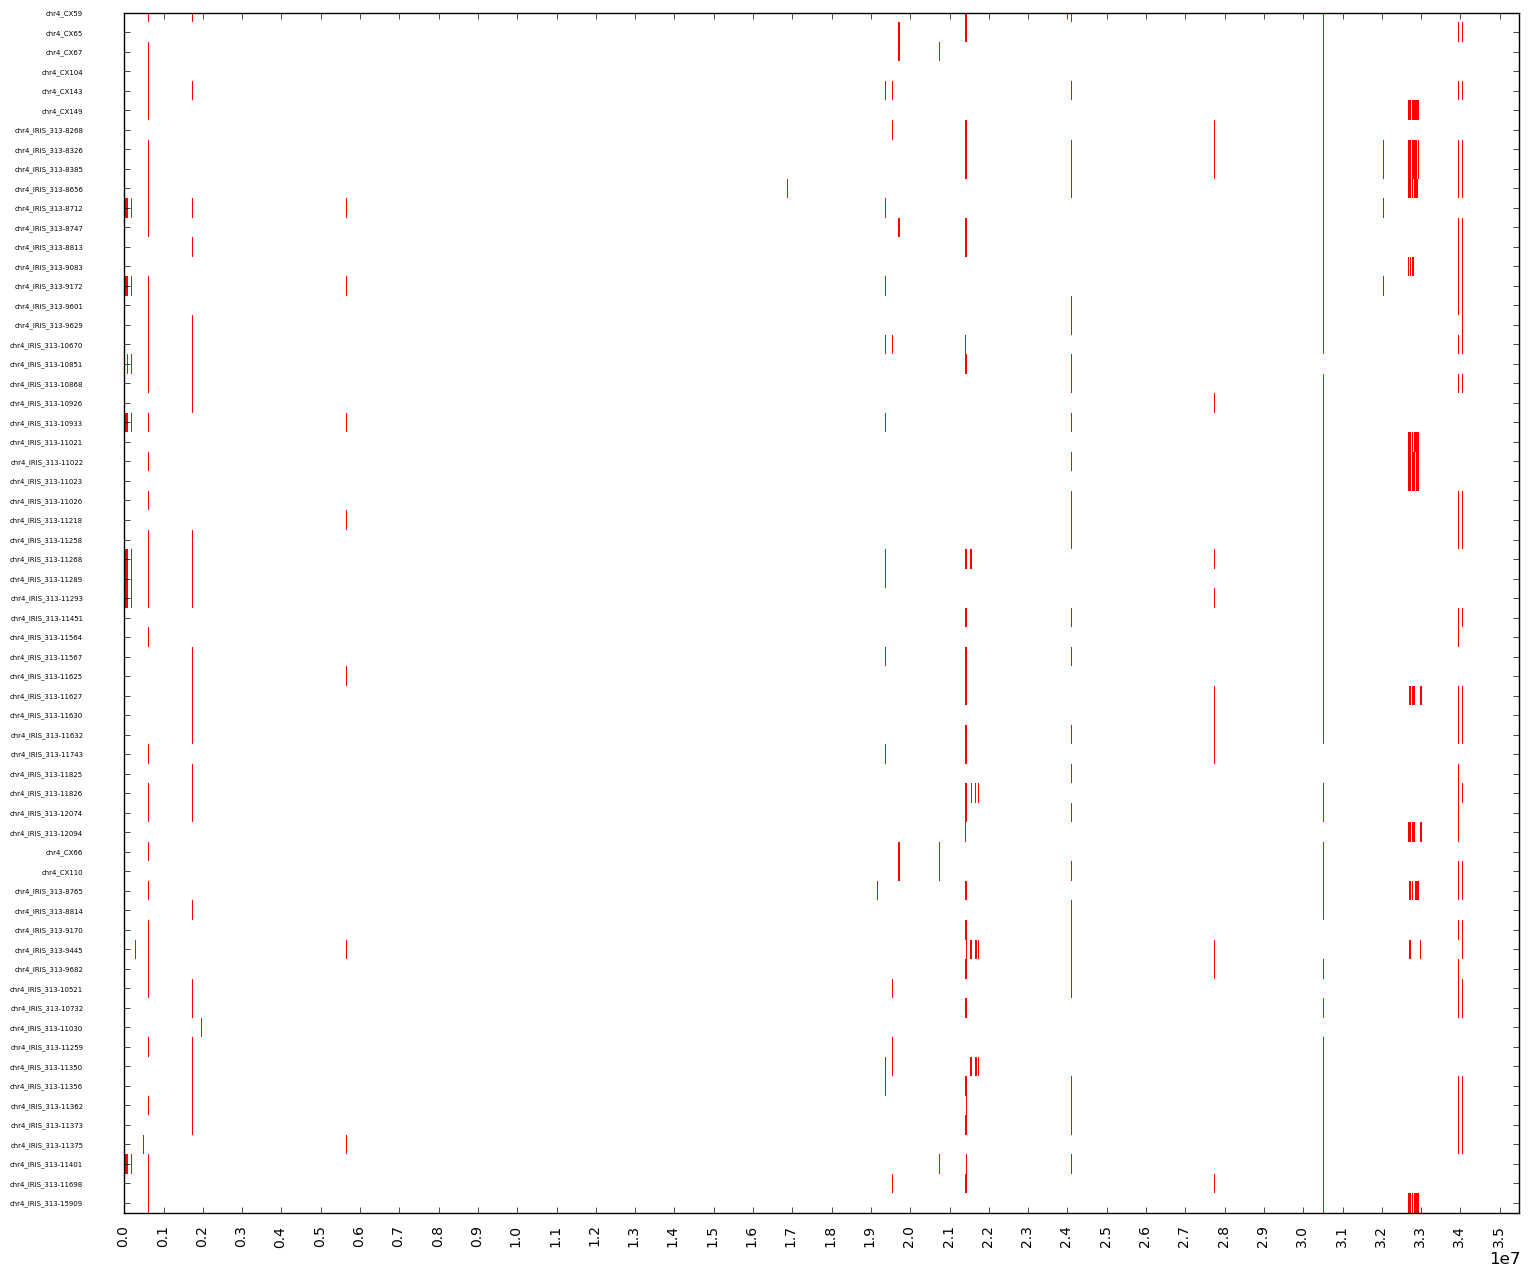 chr4_CX59
chr4_CX65
chr4_CX67
chr4_CX104
chr4_CX143
chr4_CX149
chr4_IRIS_313-8268
chr4_IRIS_313-8326
chr4_IRIS_313-8385
chr4_IRIS_313-8656
chr4_IRIS_313-8712
chr4_IRIS_313-8747
chr4_IRIS_313-8813
chr4_IRIS_313-9083
chr4_IRIS_313-9172
chr4_IRIS_313-9601
chr4_IRIS_313-9629
chr4_IRIS_313-10670
chr4_IRIS_313-10851
chr4_IRIS_313-10868
chr4_IRIS_313-10926
chr4_IRIS_313-10933
chr4_IRIS_313-11021
chr4_IRIS_313-11022
chr4_IRIS_313-11023
chr4_IRIS_313-11026
chr4_IRIS_313-11218
chr4_IRIS_313-11258
chr4_IRIS_313-11268
chr4_IRIS_313-11289
chr4_IRIS_313-11293
chr4_IRIS_313-11451
chr4_IRIS_313-11564
chr4_IRIS_313-11567
chr4_IRIS_313-11625
chr4_IRIS_313-11627
chr4_IRIS_313-11630
chr4_IRIS_313-11632
chr4_IRIS_313-11743
chr4_IRIS_313-11825
chr4_IRIS_313-11826
chr4_IRIS_313-12074
chr4_IRIS_313-12094
chr4_CX66
chr4_CX110
chr4_IRIS_313-8765
chr4_IRIS_313-8814
chr4_IRIS_313-9170
chr4_IRIS_313-9445
chr4_IRIS_313-9682
chr4_IRIS_313-10521
chr4_IRIS_313-10732
chr4_IRIS_313-11030
chr4_IRIS_313-11259
chr4_IRIS_313-11350
chr4_IRIS_313-11356
chr4_IRIS_313-11362
chr4_IRIS_313-11373
chr4_IRIS_313-11375
chr4_IRIS_313-11401
chr4_IRIS_313-11698
chr4_IRIS_313-15909
0.0 0.1 0.2 0.3 0.4 0.5 0.6 0.7 0.8 0.9 1.0 1.1 1.2 1.3 1.4 1.5 1.6 1.7 1.8 1.9 2.0 2.1 2.2 2.3 2.4 2.5 2.6 2.7 2.8 2.9 3.0 3.1 3.2 3.3 3.4 3.5
1e7